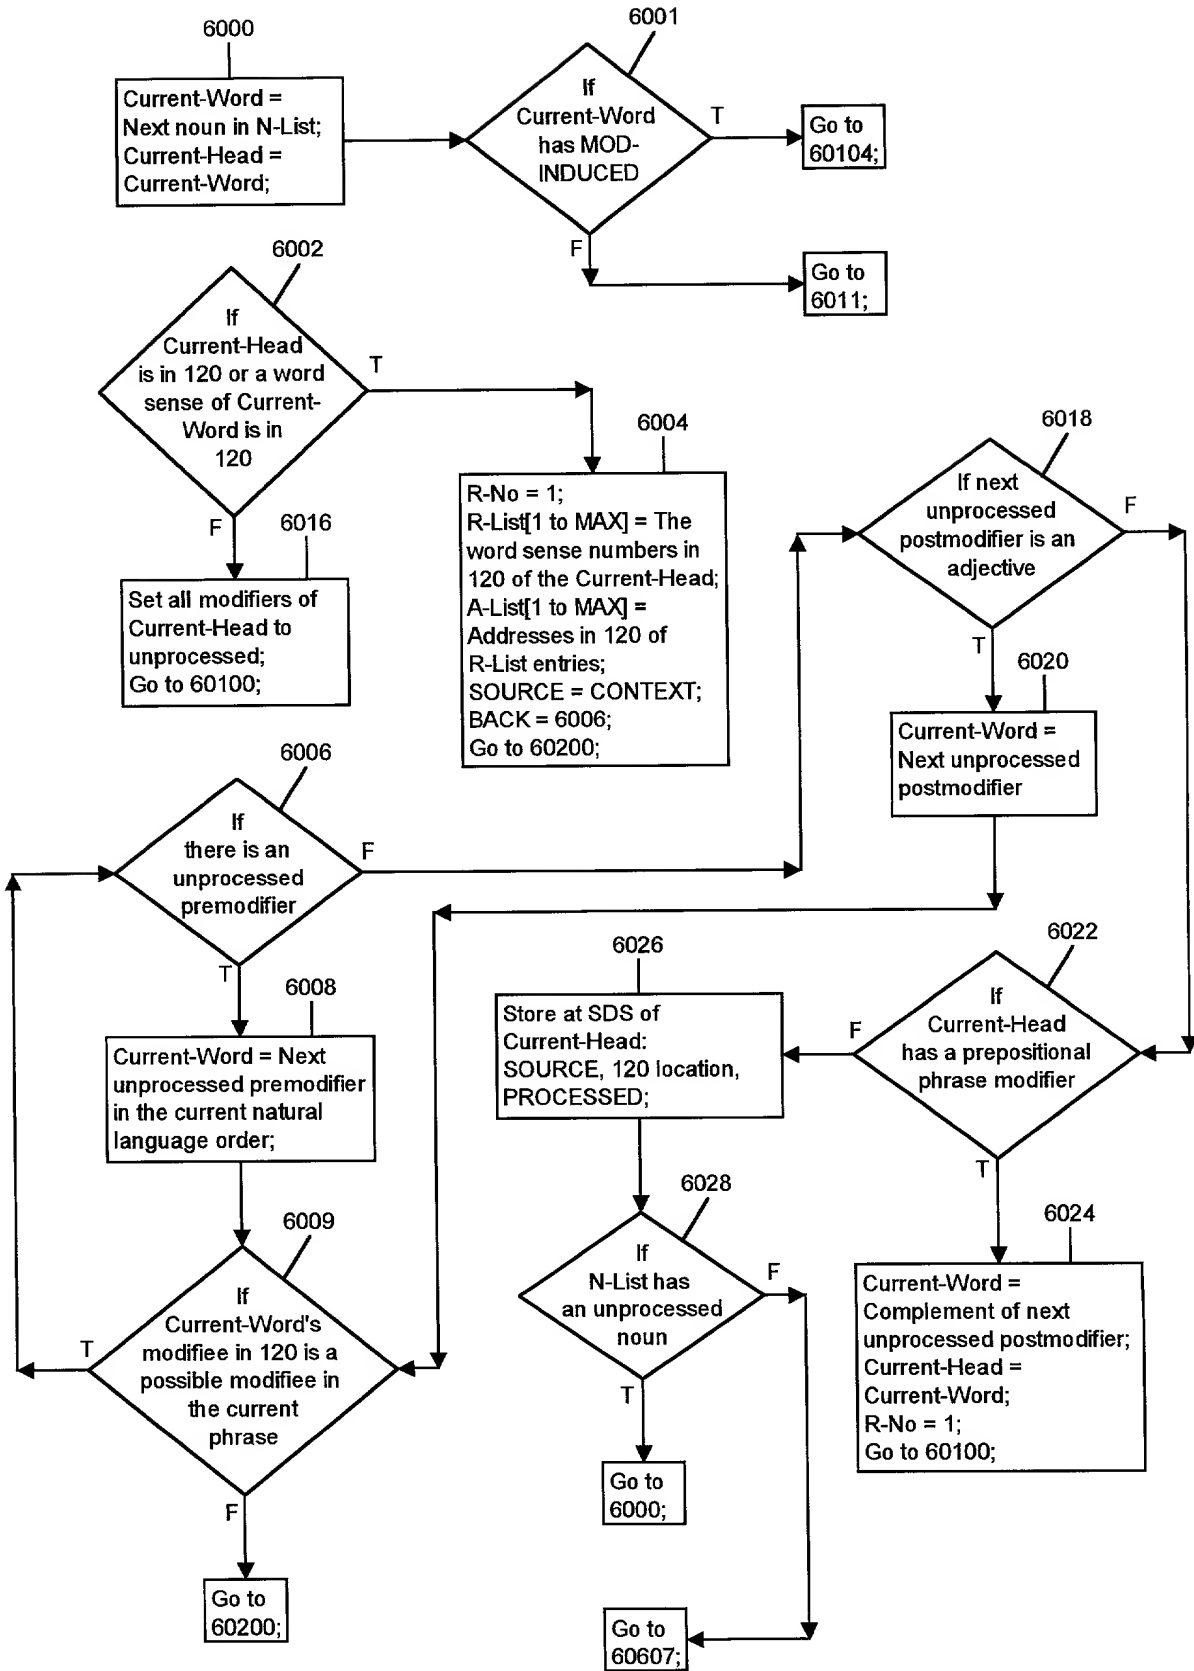 6000
Current-Word =
Next noun in N-List;
Current-Head =
Current-Word;
6001
If
Current-Word
has MOD-
INDUCED
T
Go to
60104;
F
Go to
6011;
6002
If
Current-Head
is in 120 or a word
sense of Current-
Word is in
120
T
F
6016
Set all modifiers of
Current-Head to
unprocessed;
Go to 60100;
6004
R-No = 1;
R-List[1 to MAX] = The
word sense numbers in
120 of the Current-Head;
A-List[1 to MAX] =
Addresses in 120 of
R-List entries;
SOURCE = CONTEXT;
BACK = 6006;
Go to 60200;
6018
If next
unprocessed
postmodifier is an
adjective
F
T
6020
Current-Word =
Next unprocessed
postmodifier
6006
If
there is an
unprocessed
premodifier
F
T
6008
Current-Word = Next
unprocessed premodifier
in the current natural
language order;
6009
If
Current-Word's
modifiee in 120 is a
possible modifiee in
the current
phrase
T
F
Go to
60200;
6022
If
Current-Head
has a prepositional
phrase modifier
F
T
6026
Store at SDS of
Current-Head:
SOURCE, 120 location,
PROCESSED;
6028
If
N-List has
an unprocessed
noun
F
T
Go to
6000;
Go to
60607;
6024
Current-Word =
Complement of next
unprocessed postmodifier;
Current-Head =
Current-Word;
R-No = 1;
Go to 60100;